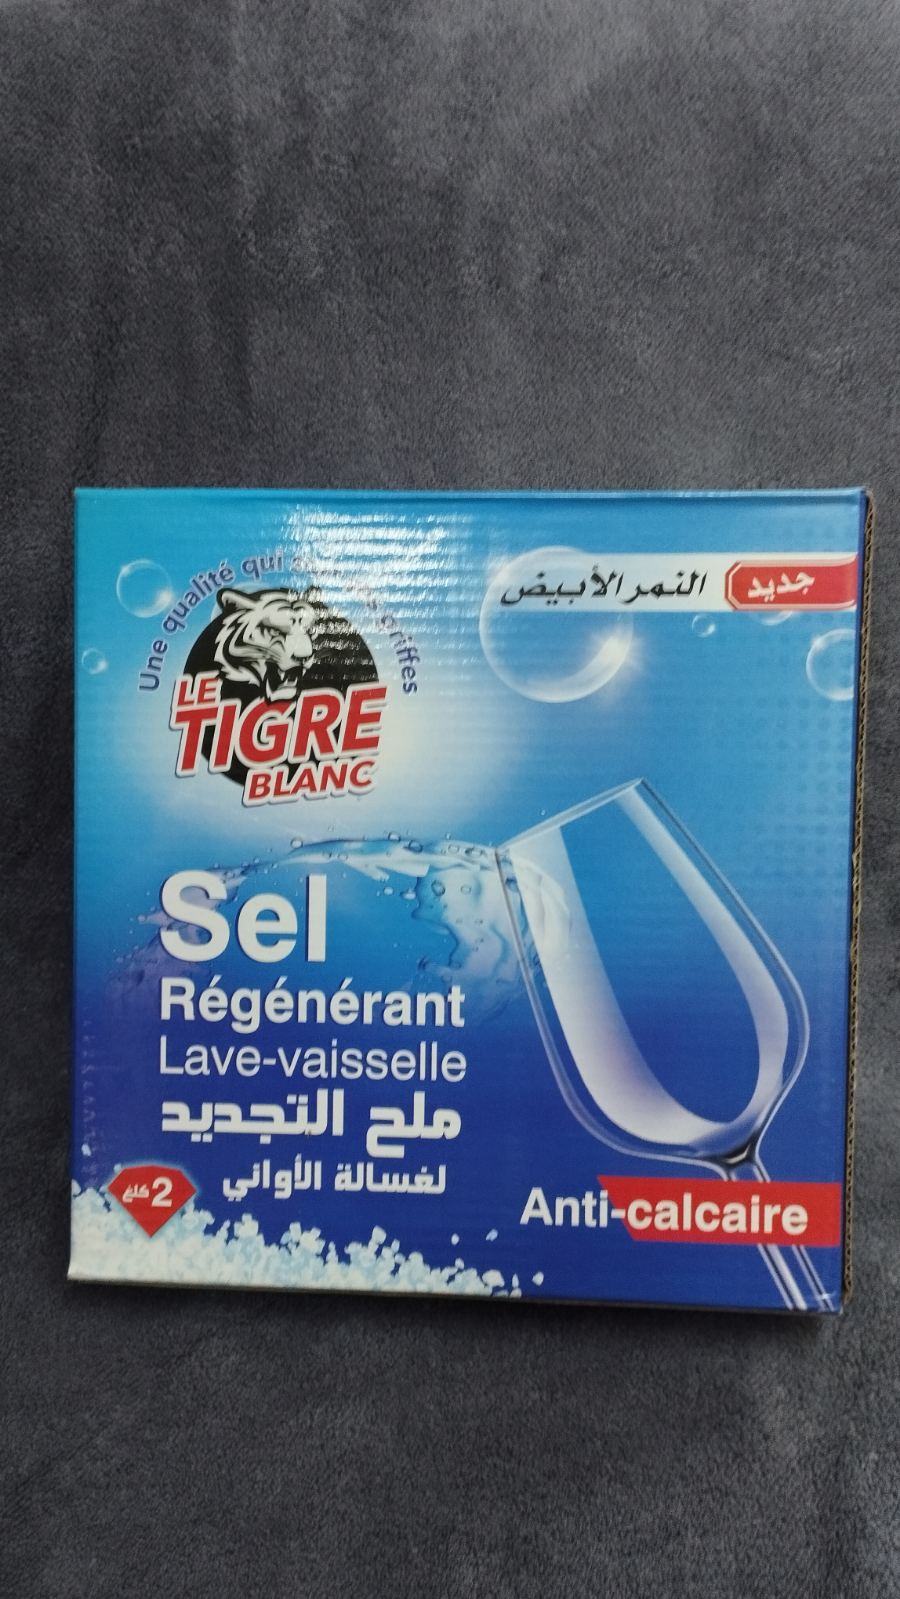 Une qualité qui griffes
LE
TIGRE
BLANC
النمر الأبيض
جديد
Sel
Régénérant
Lave-vaisselle
ملح التجديد
لغسالة الأواني
2 كلغ
Anti-calcaire